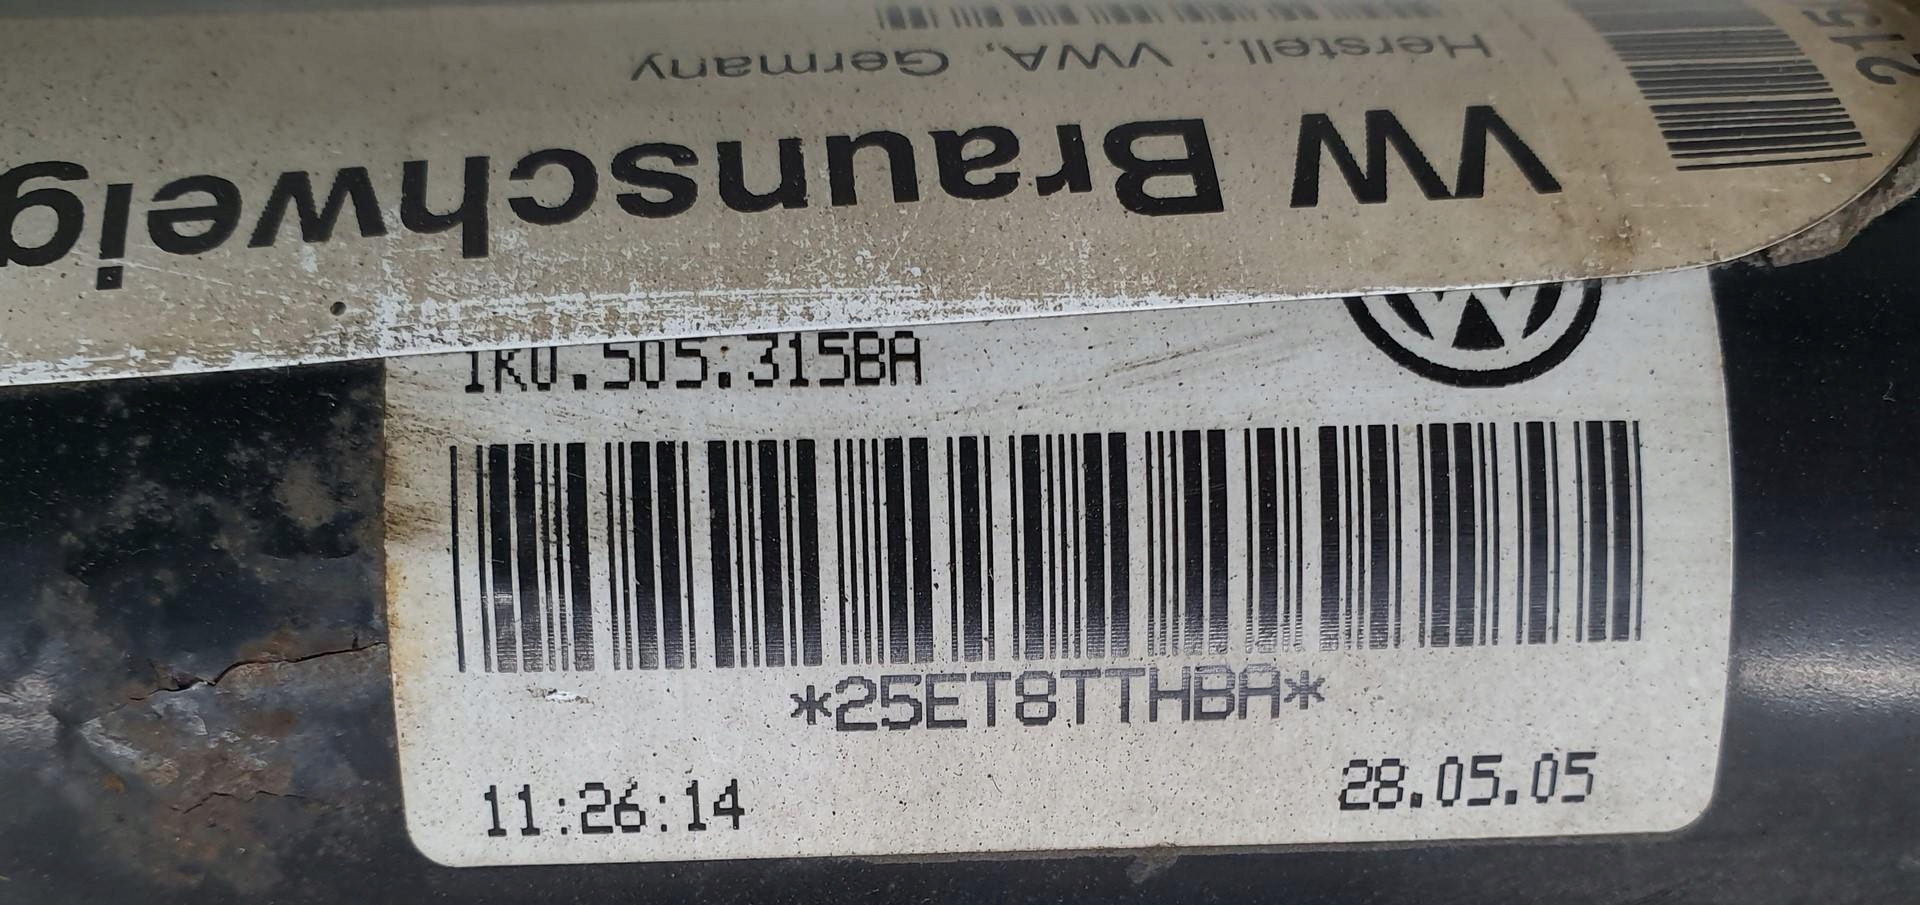 VW Braunschweig
Herstell.: VWA, Germany
1K0.505.315BA
*25ET8TTHBA*
11:26:14
28.05.05